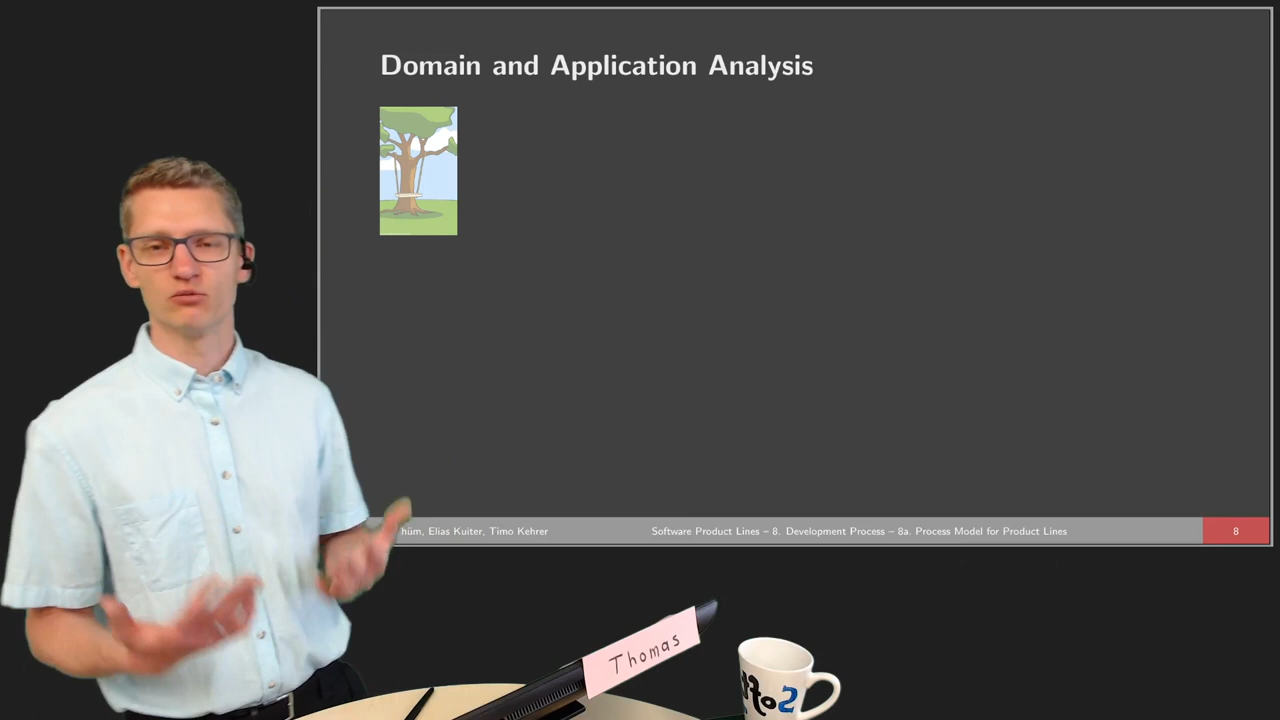 Domain and Application Analysis
hüm, Elias Kuiter, Timo Kehrer
Software Product Lines – 8. Development Process – 8a. Process Model for Product Lines
8
Thomas